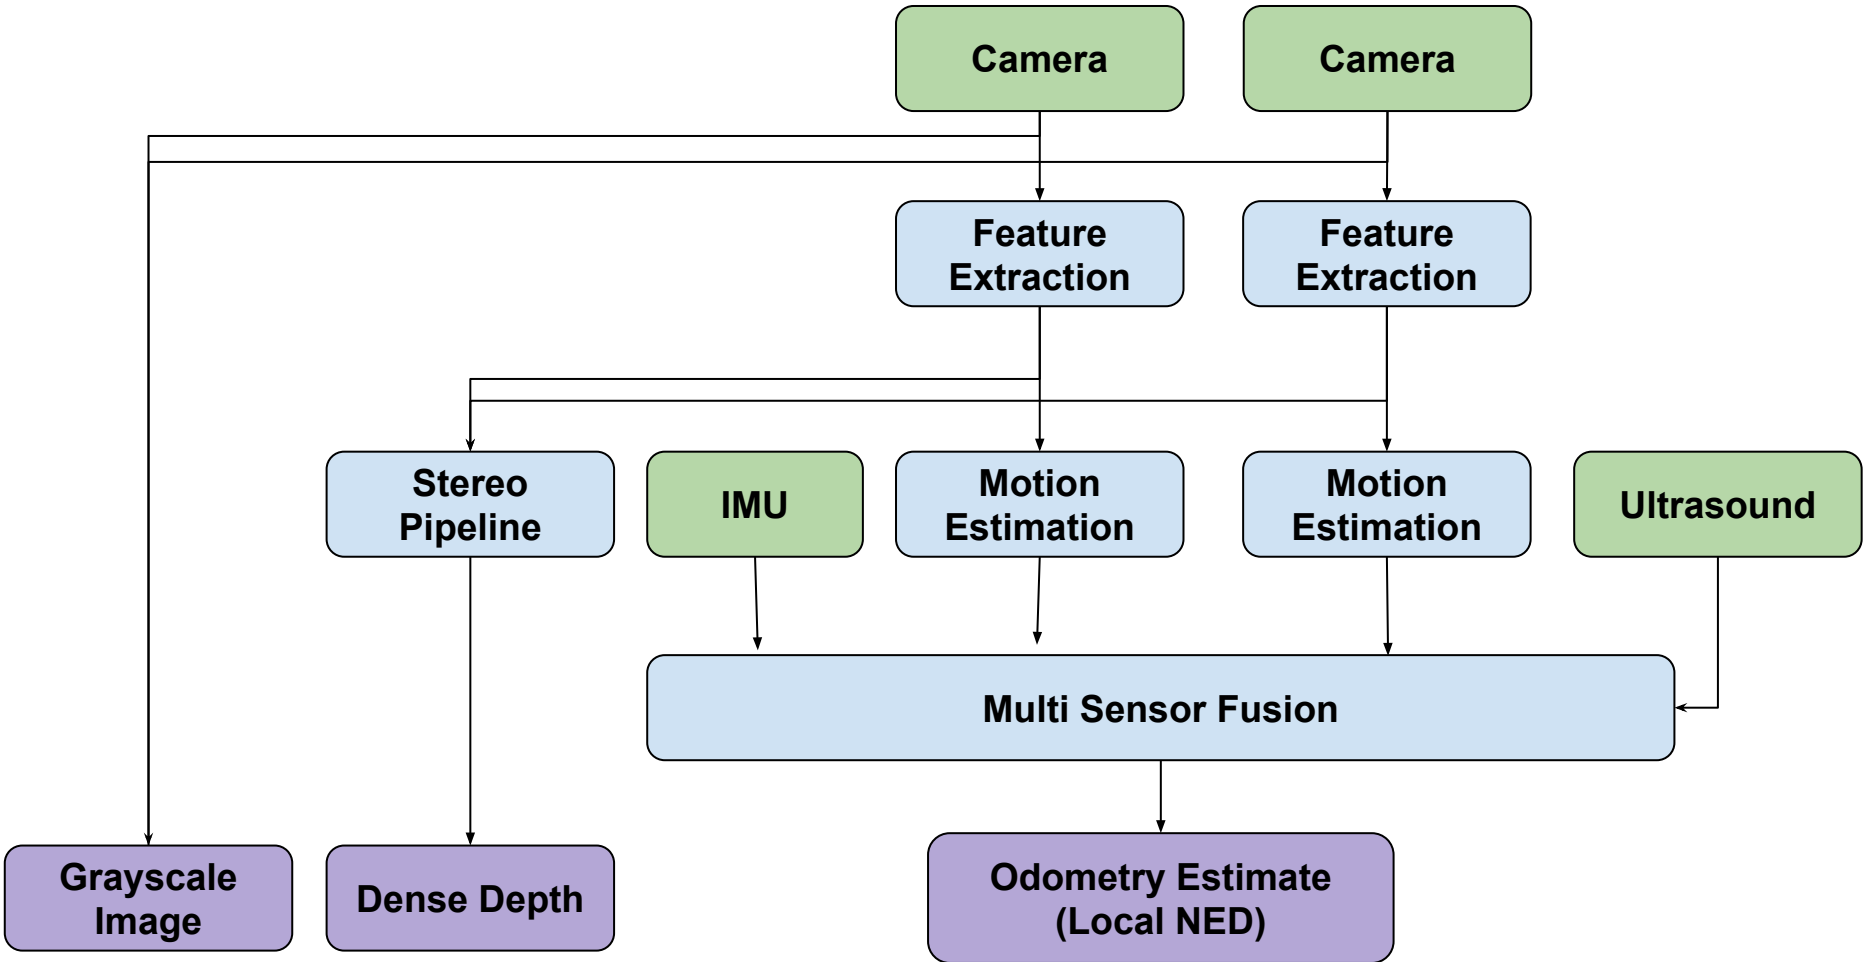 Camera
Camera
Feature
Extraction
Feature
Extraction
Stereo
Pipeline
IMU
Motion
Estimation
Motion
Estimation
Ultrasound
Multi Sensor Fusion
Grayscale
Image
Dense Depth
Odometry Estimate
(Local NED)